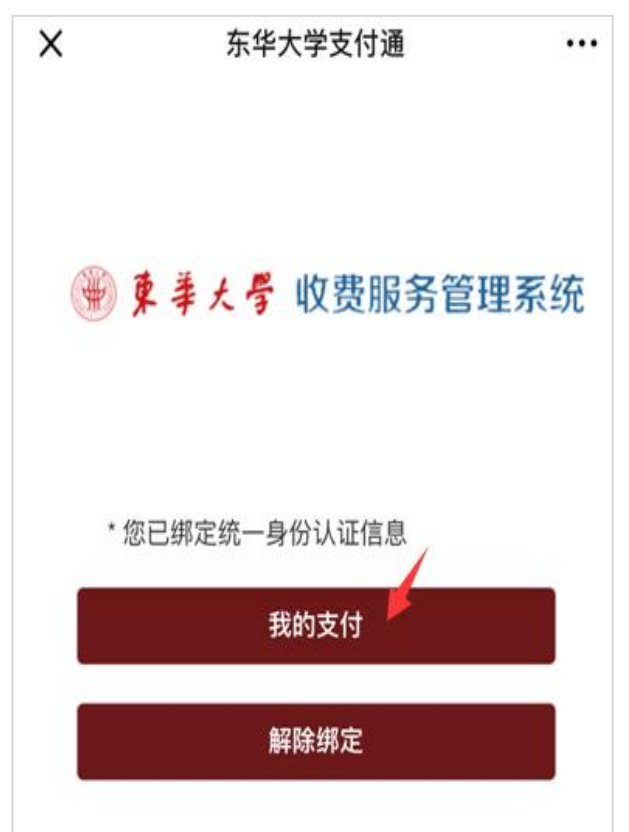 东华大学支付通
東華大學 收费服务管理系统
* 您已绑定统一身份认证信息
我的支付
解除绑定